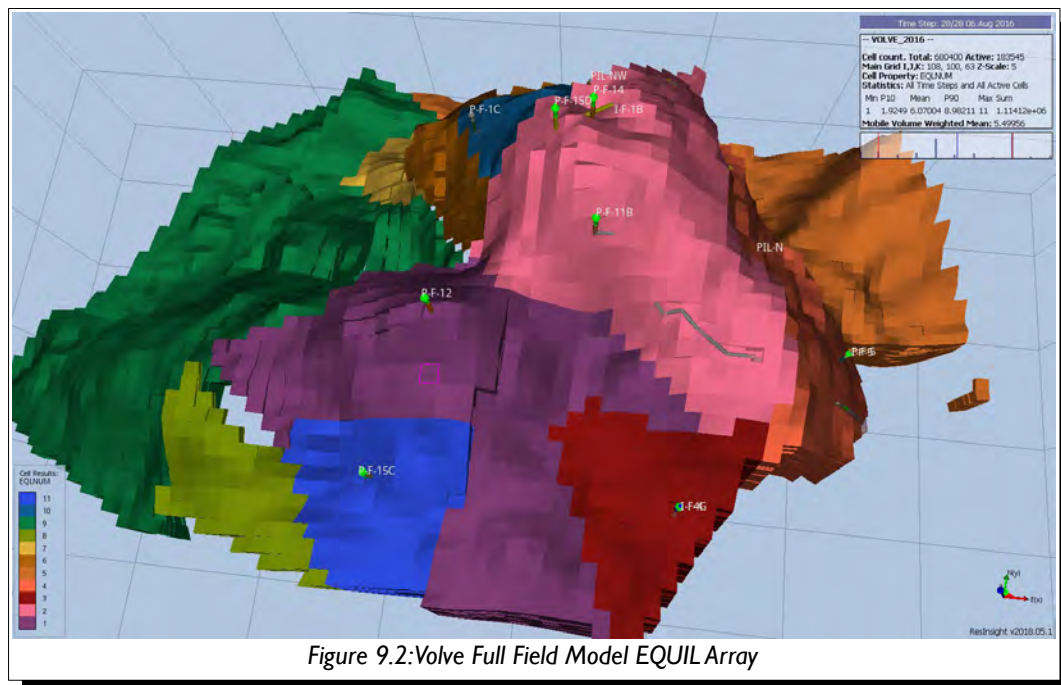 Time Step: 28/28 06 Aug 2016
-- VOLVE_2016 --
Cell count. Total: 680400 Active: 183545
Main Grid I,J,K: 108, 100, 63 Z-Scale: 5
Cell Property: EQLNUM
Statistics: All Time Steps and All Active Cells
Min P10 Mean P90 Max Sum
1 1.9249 6.07004 8.98211 11 1.11412e+06
Mobile Volume Weighted Mean: 5.49956
PIL-NW
P-F-14
P-F-1C
P-F-15D
I-F-1B
P-F-11B
PIL-N
P-F-12
P-F-15C
Cell Results:
EQLNUM
11
10
9
8
7
6
5
4
3
2
1
N(y)
E(x)
ResInsight v2018.05.1
Figure 9.2:Volve Full Field Model EQUIL Array